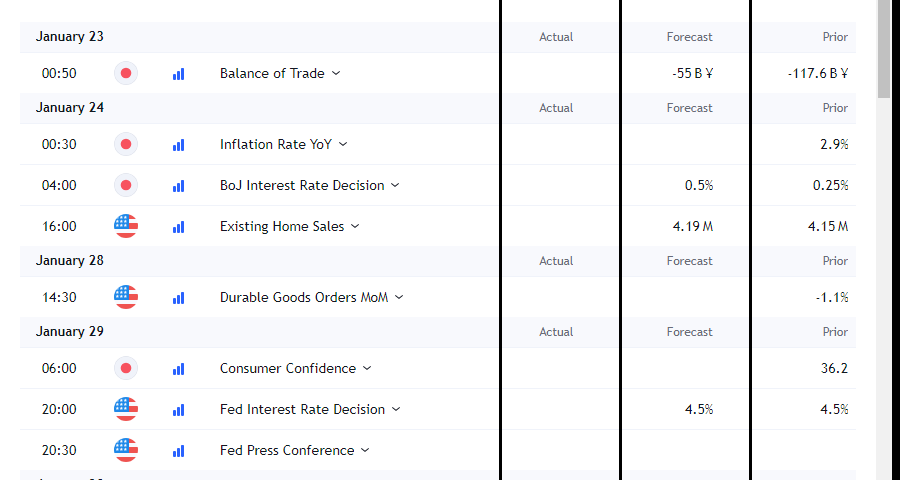 January 23 Actual Forecast Prior
00:50 Balance of Trade -55 B ¥ -117.6 B ¥
January 24 Actual Forecast Prior
00:30 Inflation Rate YoY 2.9%
04:00 BoJ Interest Rate Decision 0.5% 0.25%
16:00 Existing Home Sales 4.19 M 4.15 M
January 28 Actual Forecast Prior
14:30 Durable Goods Orders MoM -1.1%
January 29 Actual Forecast Prior
06:00 Consumer Confidence 36.2
20:00 Fed Interest Rate Decision 4.5% 4.5%
20:30 Fed Press Conference